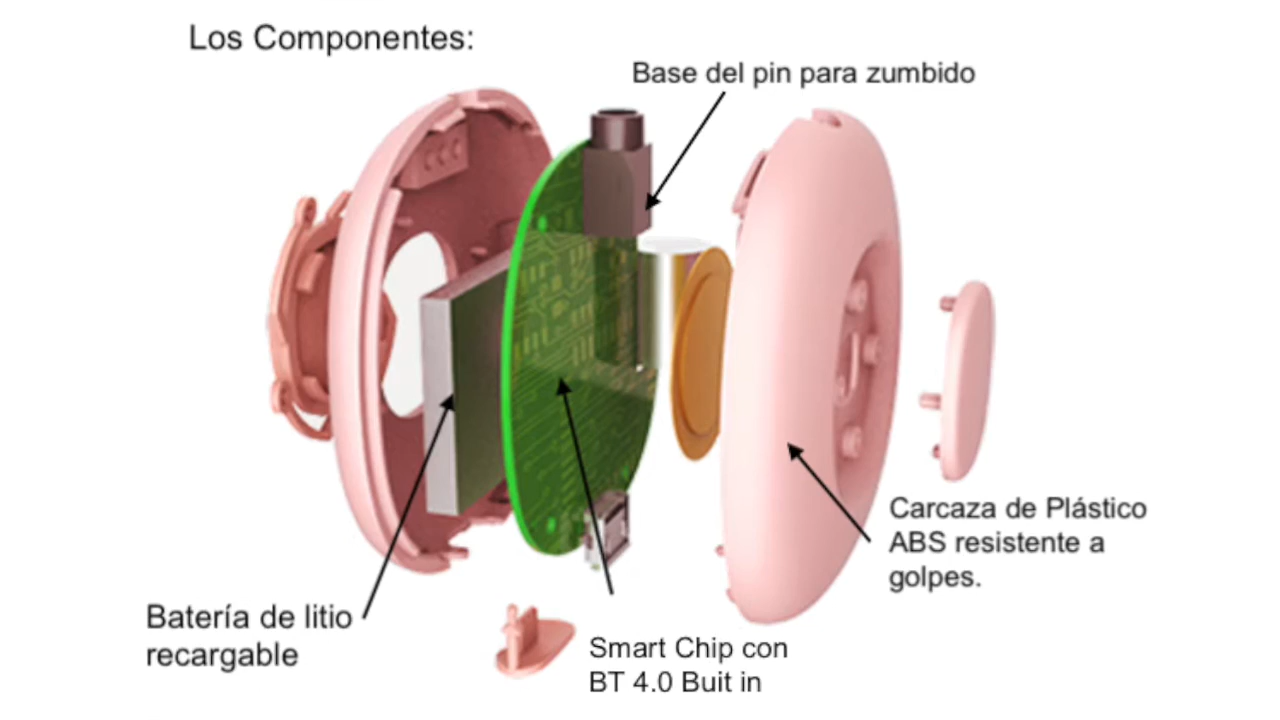 Los Componentes:
Base del pin para zumbido
Carcaza de Plástico
ABS resistente a
golpes.
Batería de litio
recargable
Smart Chip con
BT 4.0 Buit in